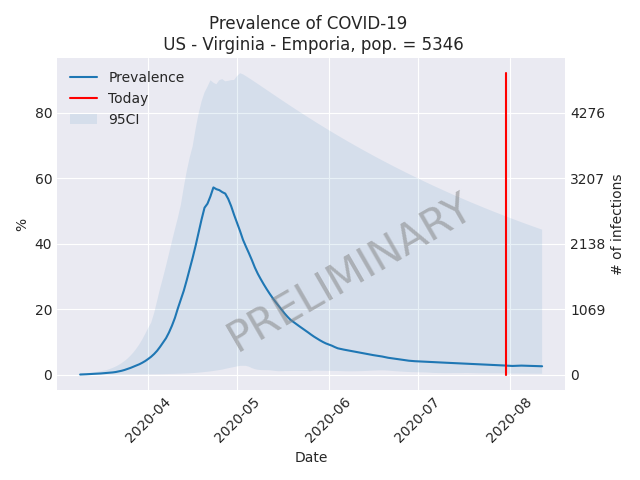 Prevalence of COVID-19
US - Virginia - Emporia, pop. = 5346
Prevalence
Today
95CI
80
60
40
20
0
%
4276
3207
2138
1069
0
# of infections
PRELIMINARY
2020-04
2020-05
2020-06
2020-07
2020-08
Date